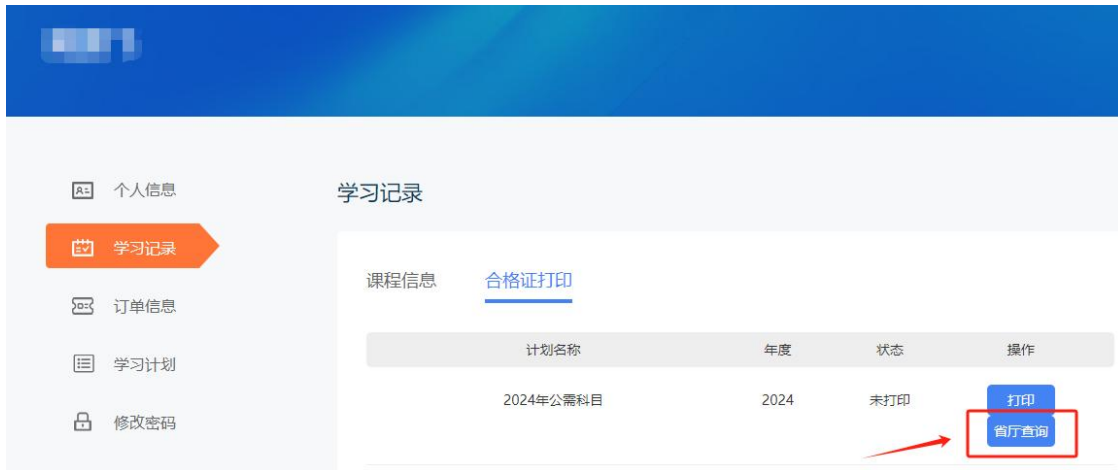 个人信息
学习记录
订单信息
学习计划
修改密码
学习记录
课程信息 合格证打印
计划名称 年度 状态 操作
2024年公需科目 2024 未打印 打印
省厅查询